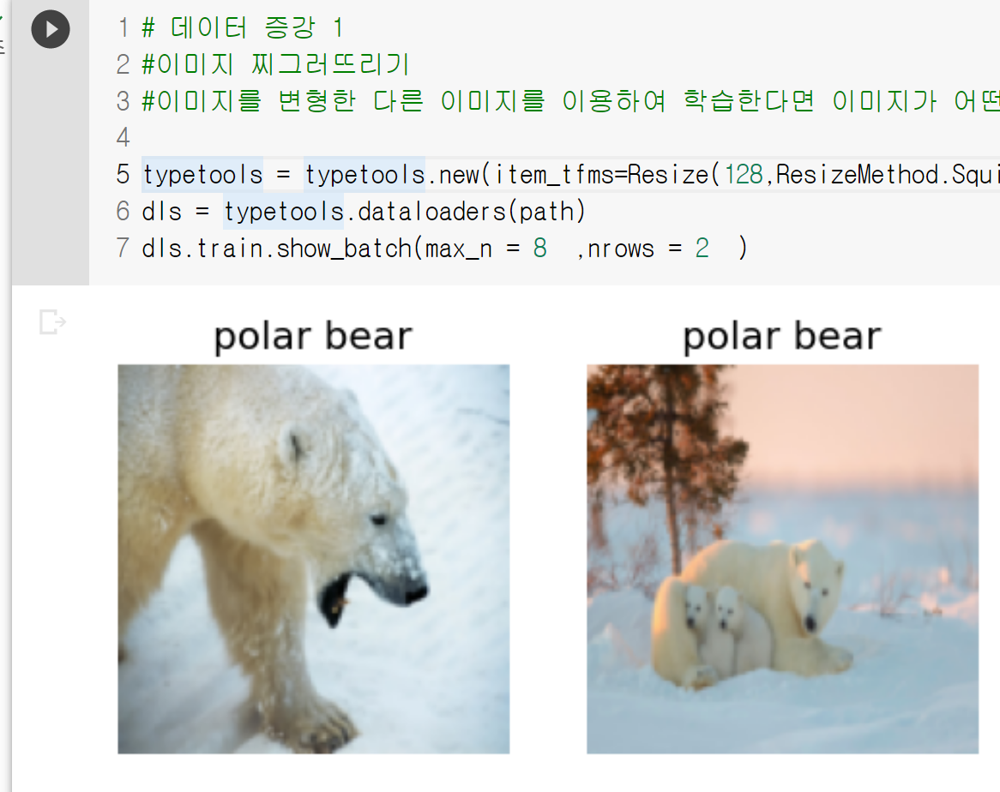 1 # 데이터 증강 1
2 #이미지 찌그러뜨리기
3 #이미지를 변형한 다른 이미지를 이용하여 학습한다면 이미지가 어떤
4
5 typetools = typetools.new(item_tfms=Resize(128,ResizeMethod.Squi
6 dls = typetools.dataloaders(path)
7 dls.train.show_batch(max_n = 8 ,nrows = 2 )
polar bear polar bear